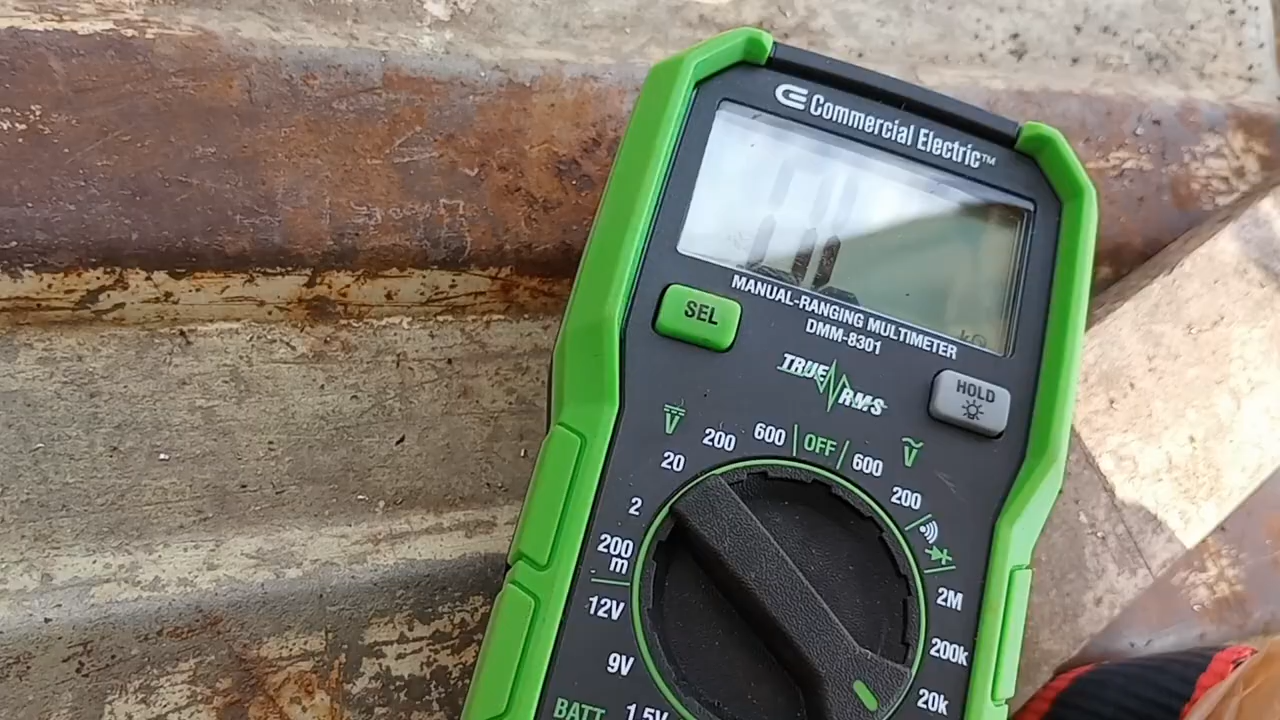 Commercial Electric™
MANUAL-RANGING MULTIMETER
DMM-8301
SEL
TRUE RMS
HOLD
V
200
600
OFF
600
V
20
200
2
200
m
2M
12V
200k
9V
20k
BATT
1.5V
kΩ